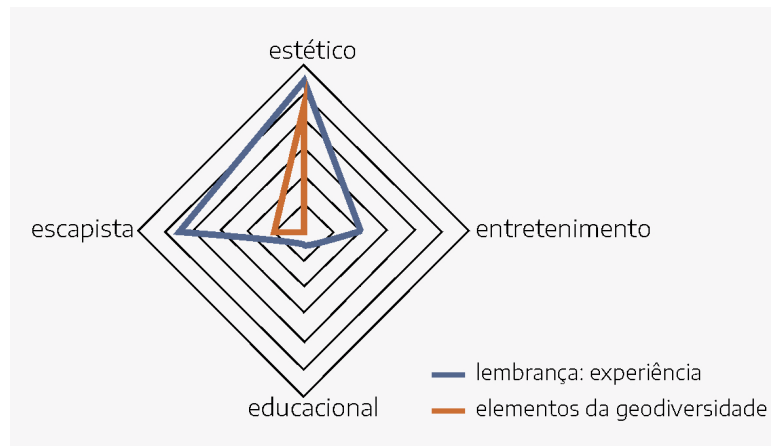 estético
escapista
entretenimento
educacional
lembrança: experiência
elementos da geodiversidade